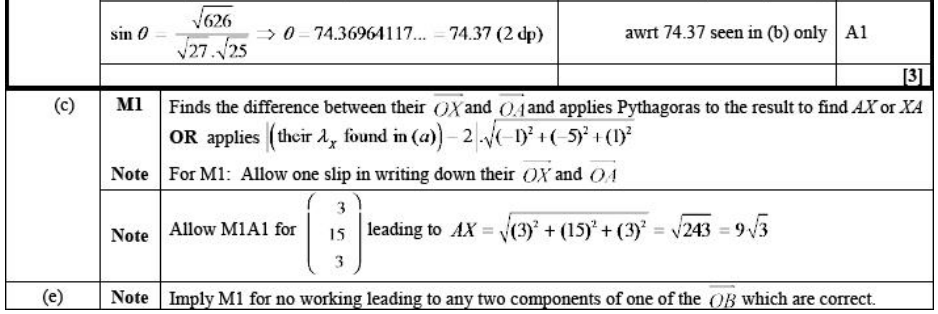 sin θ = √626 / √27.√25 ⇒ θ = 74.36964117... = 74.37 (2 dp) awrt 74.37 seen in (b) only A1
[3]
(c) M1 Finds the difference between their OX and OA and applies Pythagoras to the result to find AX or XA
OR applies |(their λₓ found in (a)) − 2|.√(−1)² + (−5)² + (1)²
Note For M1: Allow one slip in writing down their OX and OA
Note Allow M1A1 for (3 15 3) leading to AX = √(3)² + (15)² + (3)² = √243 = 9√3
(e) Note Imply M1 for no working leading to any two components of one of the OB which are correct.